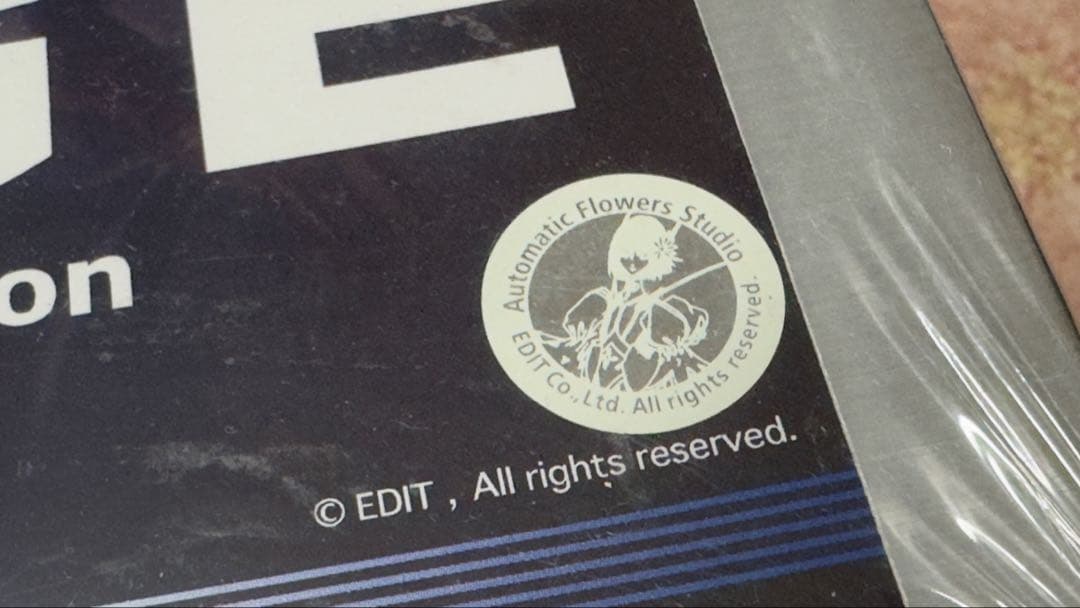 GE
on
Automatic Flowers Studio
EDIT Co.,Ltd. All rights reserved.
© EDIT , All rights reserved.